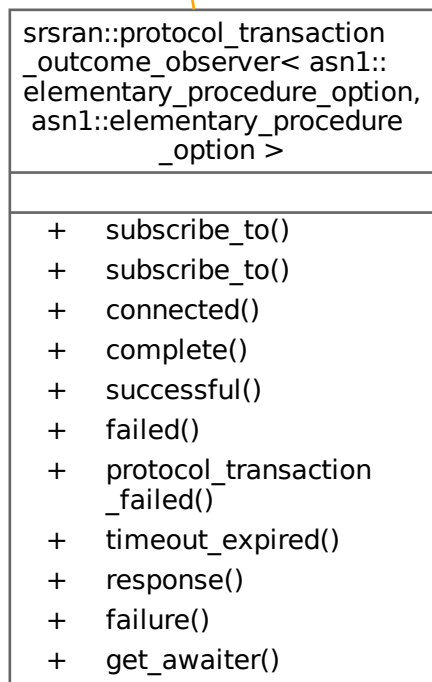 srsran::protocol_transaction
_outcome_observer< asn1::
elementary_procedure_option,
asn1::elementary_procedure
_option >
+ subscribe_to()
+ subscribe_to()
+ connected()
+ complete()
+ successful()
+ failed()
+ protocol_transaction
_failed()
+ timeout_expired()
+ response()
+ failure()
+ get_awaiter()